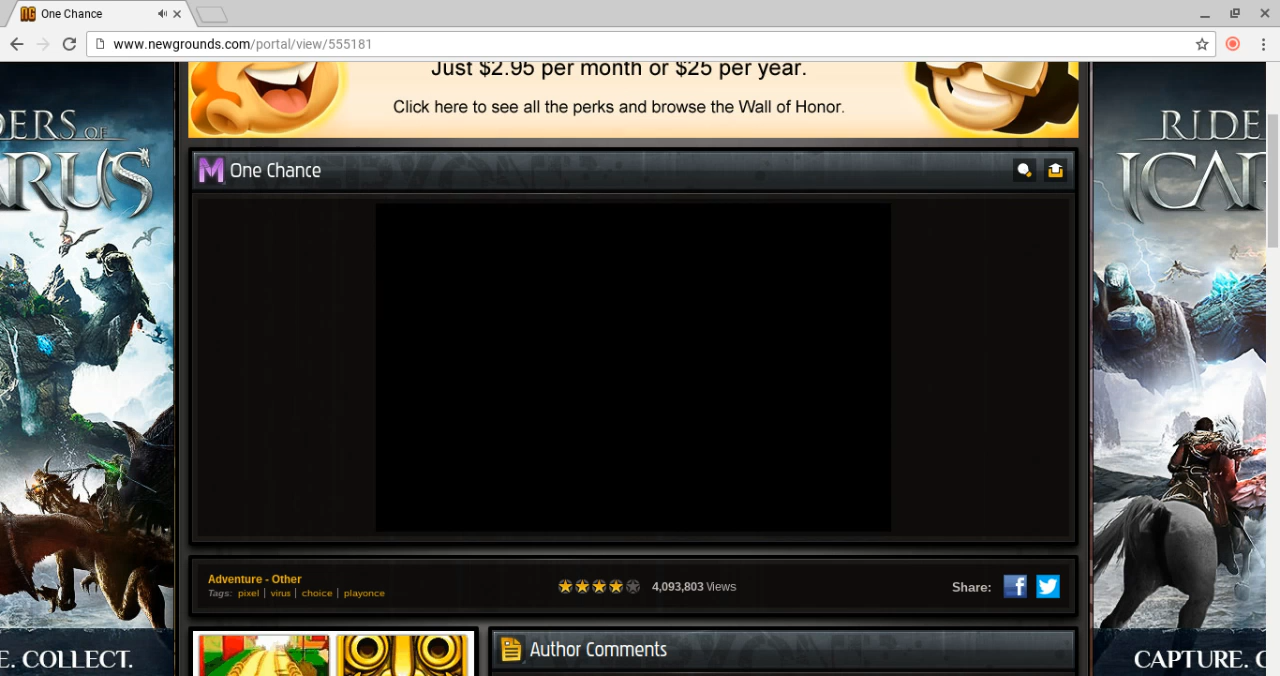 One Chance
www.newgrounds.com/portal/view/555181
Just $2.95 per month or $25 per year.
Click here to see all the perks and browse the Wall of Honor.
DERS OF
ARUS
RIDE
ICAR
M One Chance
Adventure - Other
Tags: pixel | virus | choice | playonce
4,093,803 Views
Share:
Author Comments
E. COLLECT.
CAPTURE. C